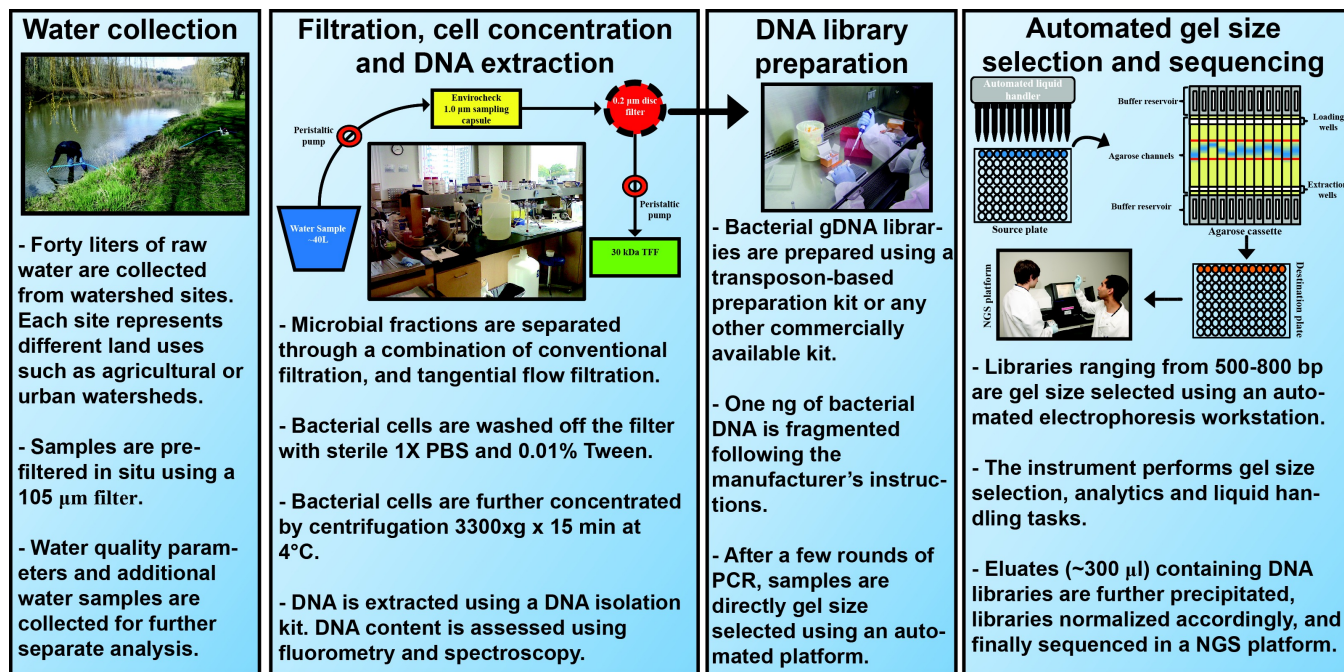 Water collection
- Forty liters of raw
water are collected
from watershed sites.
Each site represents
different land uses
such as agricultural or
urban watersheds.
- Samples are pre-
filtered in situ using a
105 µm filter.
- Water quality param-
eters and additional
water samples are
collected for further
separate analysis.
Filtration, cell concentration
and DNA extraction
Envirocheck
1.0 µm sampling
capsule
0.2 µm disc
filter
Peristaltic
pump
Peristaltic
pump
Water Sample
~40L
30 kDa TFF
- Microbial fractions are separated
through a combination of conventional
filtration, and tangential flow filtration.
- Bacterial cells are washed off the filter
with sterile 1X PBS and 0.01% Tween.
- Bacterial cells are further concentrated
by centrifugation 3300xg x 15 min at
4°C.
- DNA is extracted using a DNA isolation
kit. DNA content is assessed using
fluorometry and spectroscopy.
DNA library
preparation
- Bacterial gDNA librar-
ies are prepared using a
transposon-based
preparation kit or any
other commercially
available kit.
- One ng of bacterial
DNA is fragmented
following the
manufacturer’s instruc-
tions.
- After a few rounds of
PCR, samples are
directly gel size
selected using an auto-
mated platform.
Automated gel size
selection and sequencing
Automated liquid
handler
Buffer reservoir
Loading
wells
Agarose channels
Extraction
wells
Buffer reservoir
Source plate
Agarose cassette
NGS platform
Destination plate
- Libraries ranging from 500-800 bp
are gel size selected using an auto-
mated electrophoresis workstation.
- The instrument performs gel size
selection, analytics and liquid han-
dling tasks.
- Eluates (~300 µl) containing DNA
libraries are further precipitated,
libraries normalized accordingly, and
finally sequenced in a NGS platform.